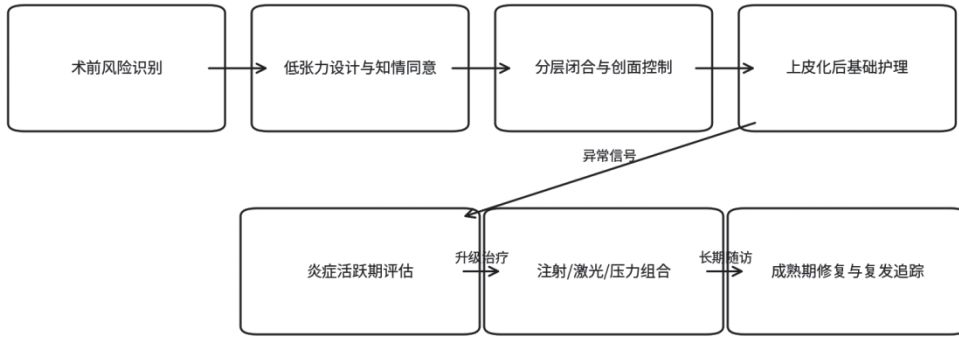 术前风险识别
低张力设计与知情同意
分层闭合与创面控制
上皮化后基础护理
异常信号
炎症活跃期评估
升级治疗
注射/激光/压力组合
长期随访
成熟期修复与复发追踪